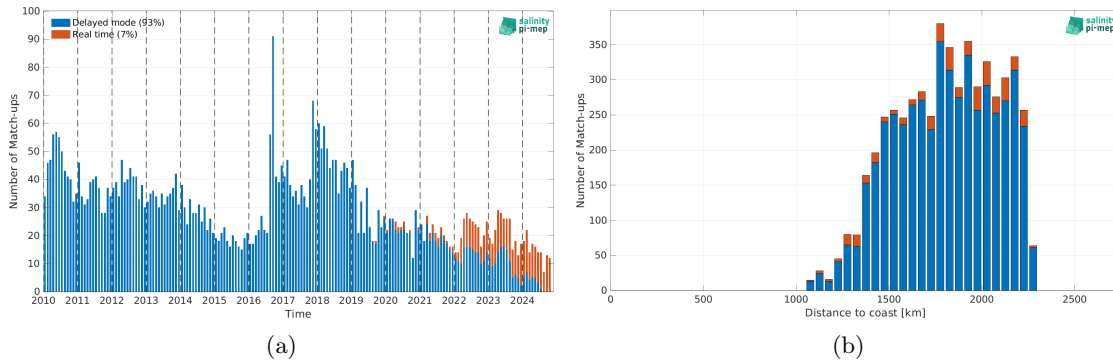 100
90
80
70
60
50
40
30
20
10
0
Number of Match-ups
Delayed mode (93%)
Real time (7%)
salinity
pi-mep
2010 2011 2012 2013 2014 2015 2016 2017 2018 2019 2020 2021 2022 2023 2024
Time
(a)
350
300
250
200
150
100
50
0
Number of Match-ups
salinity
pi-mep
0 500 1000 1500 2000 2500
Distance to coast [km]
(b)